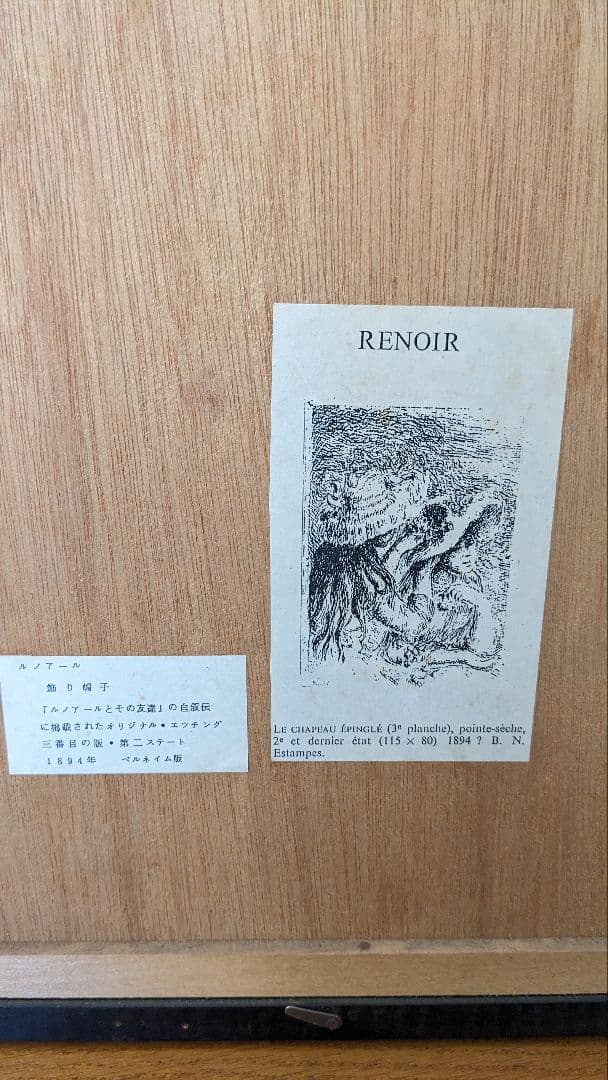 RENOIR
LE CHAPEAU ÉPINGLÉ (3e planche), pointe-sèche,
2e et dernier état (115 × 80) 1894 ? B. N.
Estampes.
ルノアール
飾り帽子
『ルノアールとその友達』の自叙伝
に掲載されたオリジナル・エッチング
三番目の版・第二ステート
1894年 ベルネイム版